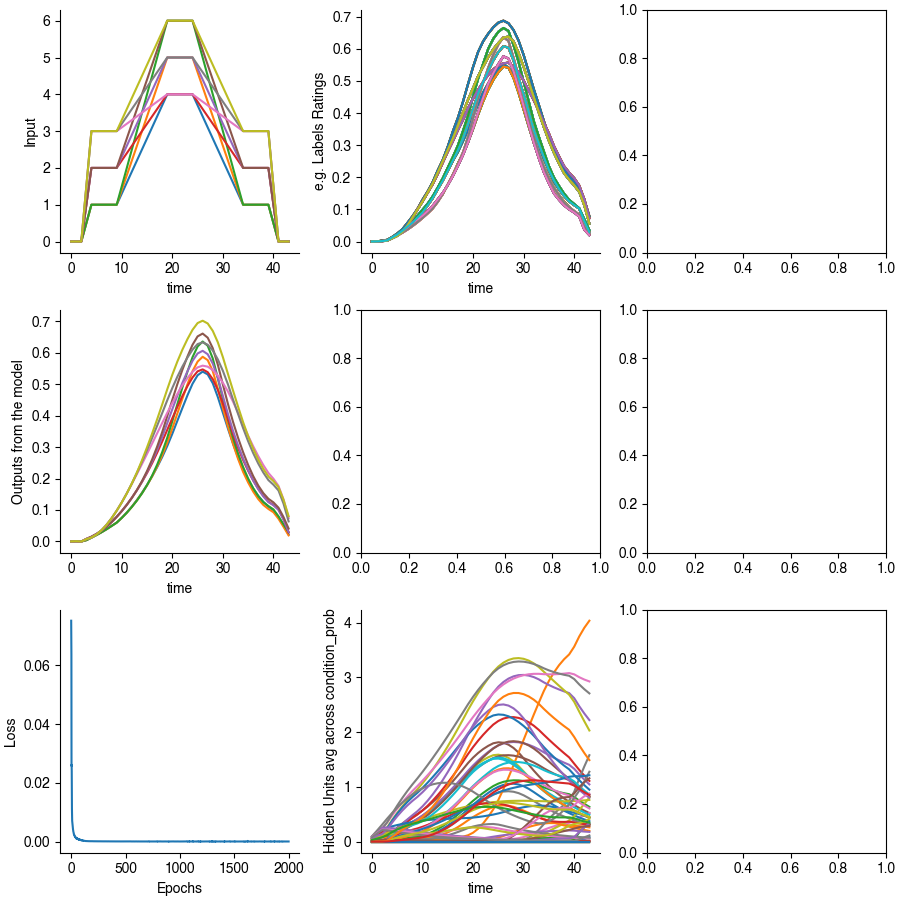 6
5
4
3
2
1
0
Input
0 10 20 30 40
time
0.7
0.6
0.5
0.4
0.3
0.2
0.1
0.0
e.g. Labels Ratings
0 10 20 30 40
time
1.0
0.8
0.6
0.4
0.2
0.0
0.0 0.2 0.4 0.6 0.8 1.0
0.7
0.6
0.5
0.4
0.3
0.2
0.1
0.0
Outputs from the model
0 10 20 30 40
time
1.0
0.8
0.6
0.4
0.2
0.0
0.0 0.2 0.4 0.6 0.8 1.0
1.0
0.8
0.6
0.4
0.2
0.0
0.0 0.2 0.4 0.6 0.8 1.0
0.06
0.04
0.02
0.00
Loss
0 500 1000 1500 2000
Epochs
4
3
2
1
0
Hidden Units avg across condition_prob
0 10 20 30 40
time
1.0
0.8
0.6
0.4
0.2
0.0
0.0 0.2 0.4 0.6 0.8 1.0